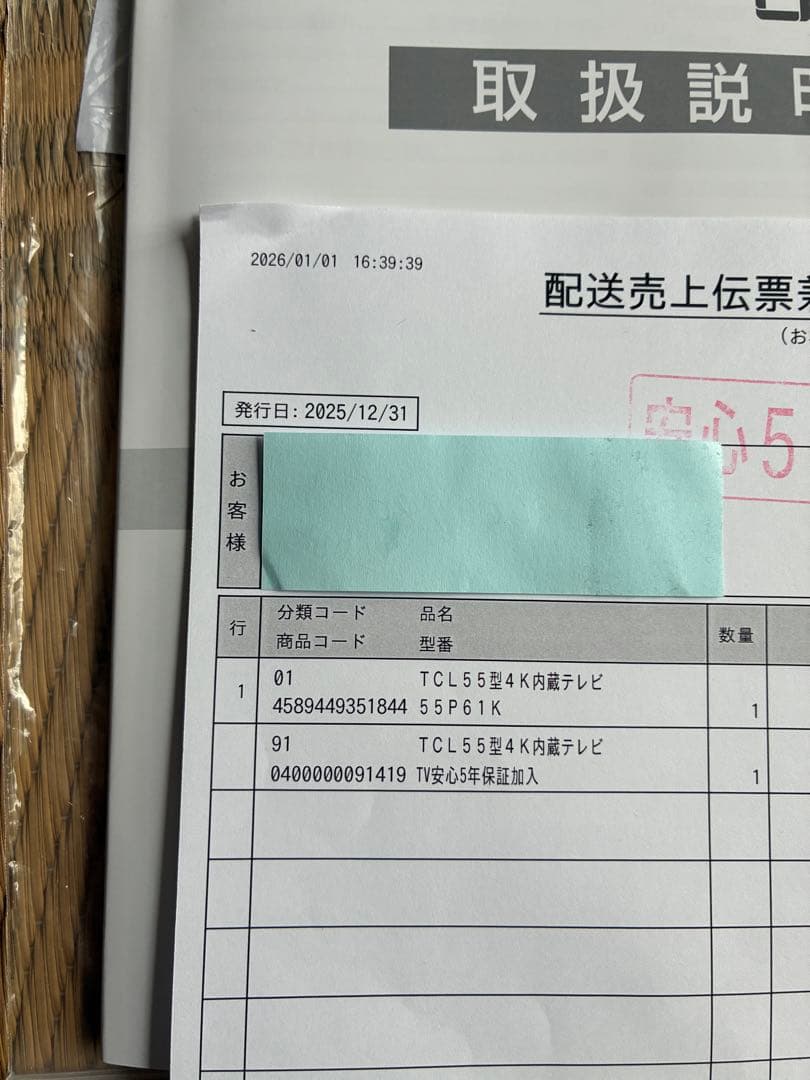 取扱説
2026/01/01 16:39:39
配送売上伝票
(お
発行日: 2025/12/31
安心5
お客様
行 分類コード 品名 数量
商品コード 型番
1 01 TCL55型4K内蔵テレビ
4589449351844 55P61K 1
91 TCL55型4K内蔵テレビ
0400000091419 TV安心5年保証加入 1